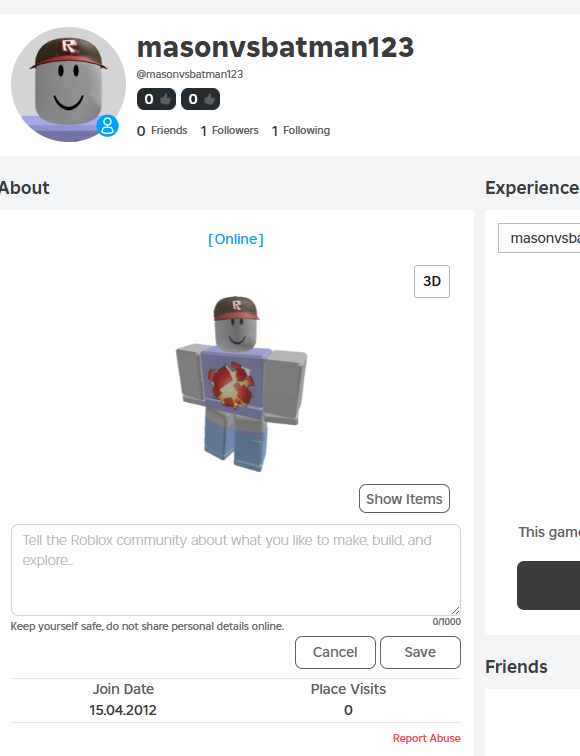 masonvsbatman123
@masonvsbatman123
0 0
0 Friends 1 Followers 1 Following
About
Experience
[Online]
masonvsba
3D
R
R
Show Items
Tell the Roblox community about what you like to make, build, and
explore...
This game
0/1000
Keep yourself safe, do not share personal details online.
Cancel Save
Friends
Join Date Place Visits
15.04.2012 0
Report Abuse